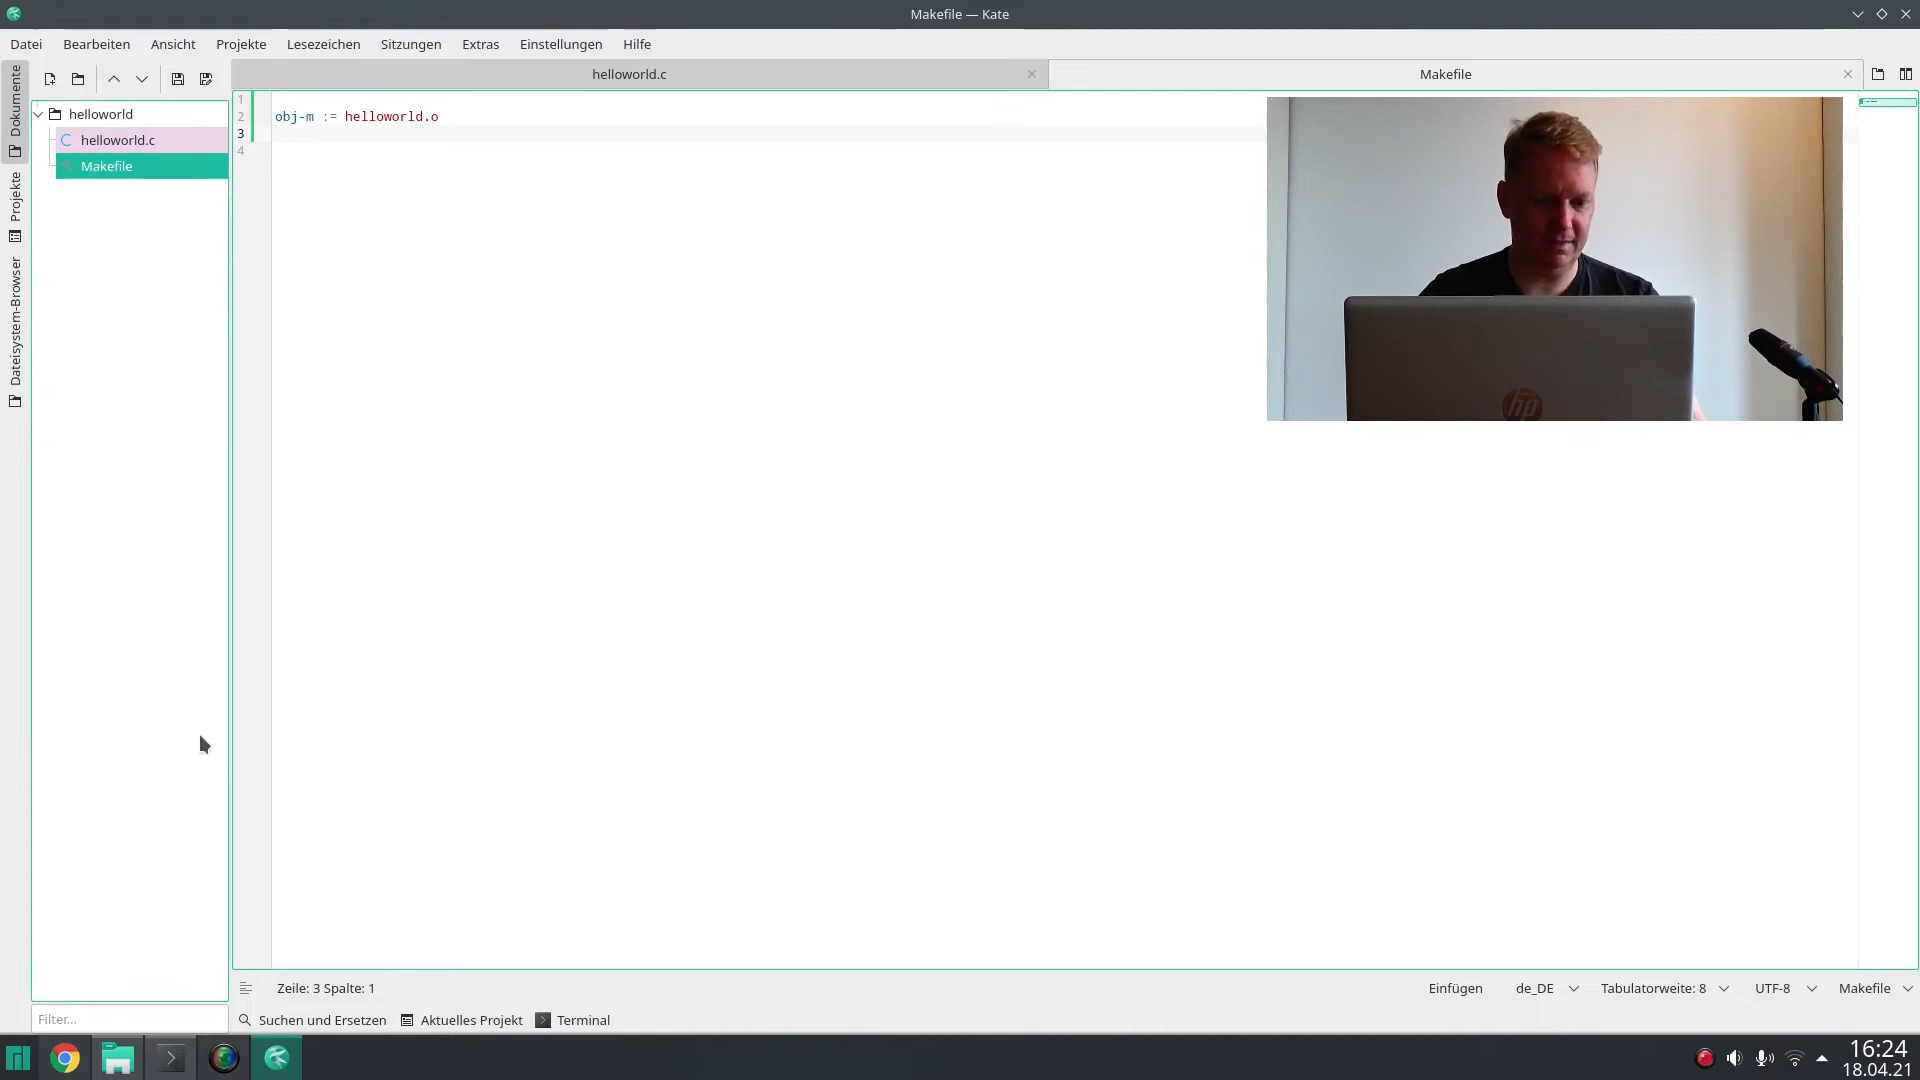 Makefile — Kate
Datei Bearbeiten Ansicht Projekte Lesezeichen Sitzungen Extras Einstellungen Hilfe
helloworld.c
Makefile
Dokumente
Projekte
Dateisystem-Browser
helloworld
helloworld.c
Makefile
1
2 obj-m := helloworld.o
3
4
hp
Zeile: 3 Spalte: 1
Einfügen de_DE Tabulatorweite: 8 UTF-8 Makefile
Filter...
Suchen und Ersetzen Aktuelles Projekt Terminal
16:24
18.04.21